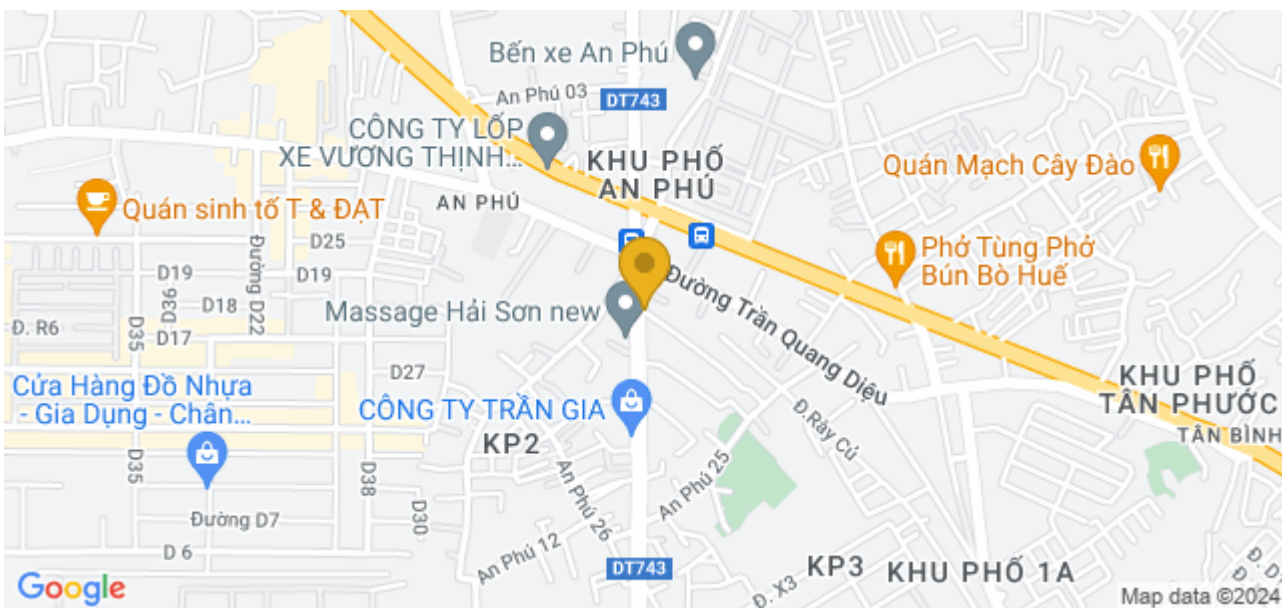 Bến xe An Phú
An Phú 03
DT743
CÔNG TY LỐP
XE VƯƠNG THỊNH...
KHU PHỐ
AN PHÚ
Quán Mạch Cây Đào
AN PHÚ
Quán sinh tố T & ĐẠT
D25
Đường D22
Phở Tùng Phở
Bún Bò Huế
D19
D19
D36
D18
Đ. R6
D35
D17
Đường Trần Quang Diệu
Massage Hải Sơn new
D27
Cửa Hàng Đồ Nhựa
- Gia Dụng - Chân...
CÔNG TY TRẦN GIA
KHU PHỐ
TÂN PHƯỚC
TÂN BÌNH
Đ.Rày Củ
KP2
D35
D38
An Phú 26
An Phú 25
D30
Đường D7
D 6
An Phú 12
DT743
KP3
KHU PHỐ 1A
Đ. X3
Google
Map data ©2024